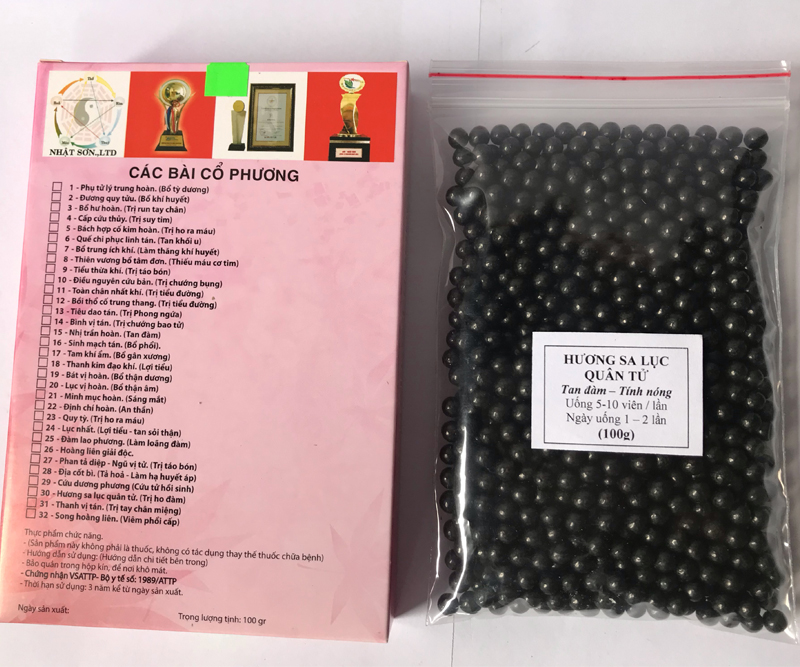 NHẬT SƠN.,LTD
CÁC BÀI CỔ PHƯƠNG
1 - Phụ tử lý trung hoàn. (Bổ tỳ dương)
2 - Đương quy tửu. (Bổ khí huyết)
3 - Bổ hư hoàn. (Trị run tay chân)
4 - Cấp cứu thủy. (Trị suy tim)
5 - Bách hợp cố kim hoàn. (Trị ho ra máu)
6 - Quế chi phục linh tán. (Tan khối u)
7 - Bổ trung ích khí. (Làm thăng khí huyết)
8 - Thiên vương bổ tâm đơn. (Thiếu máu cơ tim)
9 - Tiểu thừa khí. (Trị táo bón)
10 - Điều nguyên cứu bản. (Trị chướng bụng)
11 - Toàn chân nhất khí. (Trị tiểu đường)
12 - Bồi thổ cố trung thang. (Trị tiểu đường)
13 - Tiêu dao tán. (Trị Phong ngứa)
14 - Bình vị tán. (Trị chướng bao tử)
15 - Nhị trần hoàn. (Tan đàm)
16 - Sinh mạch tán. (Bổ phổi).
17 - Tam khí ẩm. (Bổ gân xương)
18 - Thanh kim đạo khí. (Lợi tiểu)
19 - Bát vị hoàn. (Bổ thận dương)
20 - Lục vị hoàn. (Bổ thận âm)
21 - Minh mục hoàn. (Sáng mắt)
22 - Định chí hoàn. (An thần)
23 - Quy tỳ. (Trị ho ra máu)
24 - Lục nhất. (Lợi tiểu - tan sỏi thận)
25 - Đàm lao phương. (Làm loãng đàm)
26 - Hoàng liên giải độc.
27 - Phan tả diệp - Ngũ vị tử. (Trị táo bón)
28 - Địa cốt bì. (Tả hoả - Làm hạ huyết áp)
29 - Cứu dương phương. (Cứu tử hồi sinh)
30 - Hương sa lục quân tử. (Trị ho đàm)
31 - Thanh vị tán. (Trị tay chân miệng)
32 - Song hoàng liên. (Viêm phổi cấp)
Thực phẩm chức năng.
- (Sản phẩm này không phải là thuốc, không có tác dụng thay thế thuốc chữa bệnh)
- Hướng dẫn sử dụng: (Hướng dẫn chi tiết bên trong)
- Bảo quản trong hộp kín, để nơi khô mát.
- Chứng nhận VSATTP- Bộ y tế số: 1989/ATTP
- Thời hạn sử dụng: 3 năm kể từ ngày sản xuất.
Ngày sản xuất:
Trọng lượng tịnh: 100 gr
HƯƠNG SA LỤC
QUÂN TỬ
Tan đàm – Tính nóng
Uống 5-10 viên / lần
Ngày uống 1 – 2 lần
(100g)